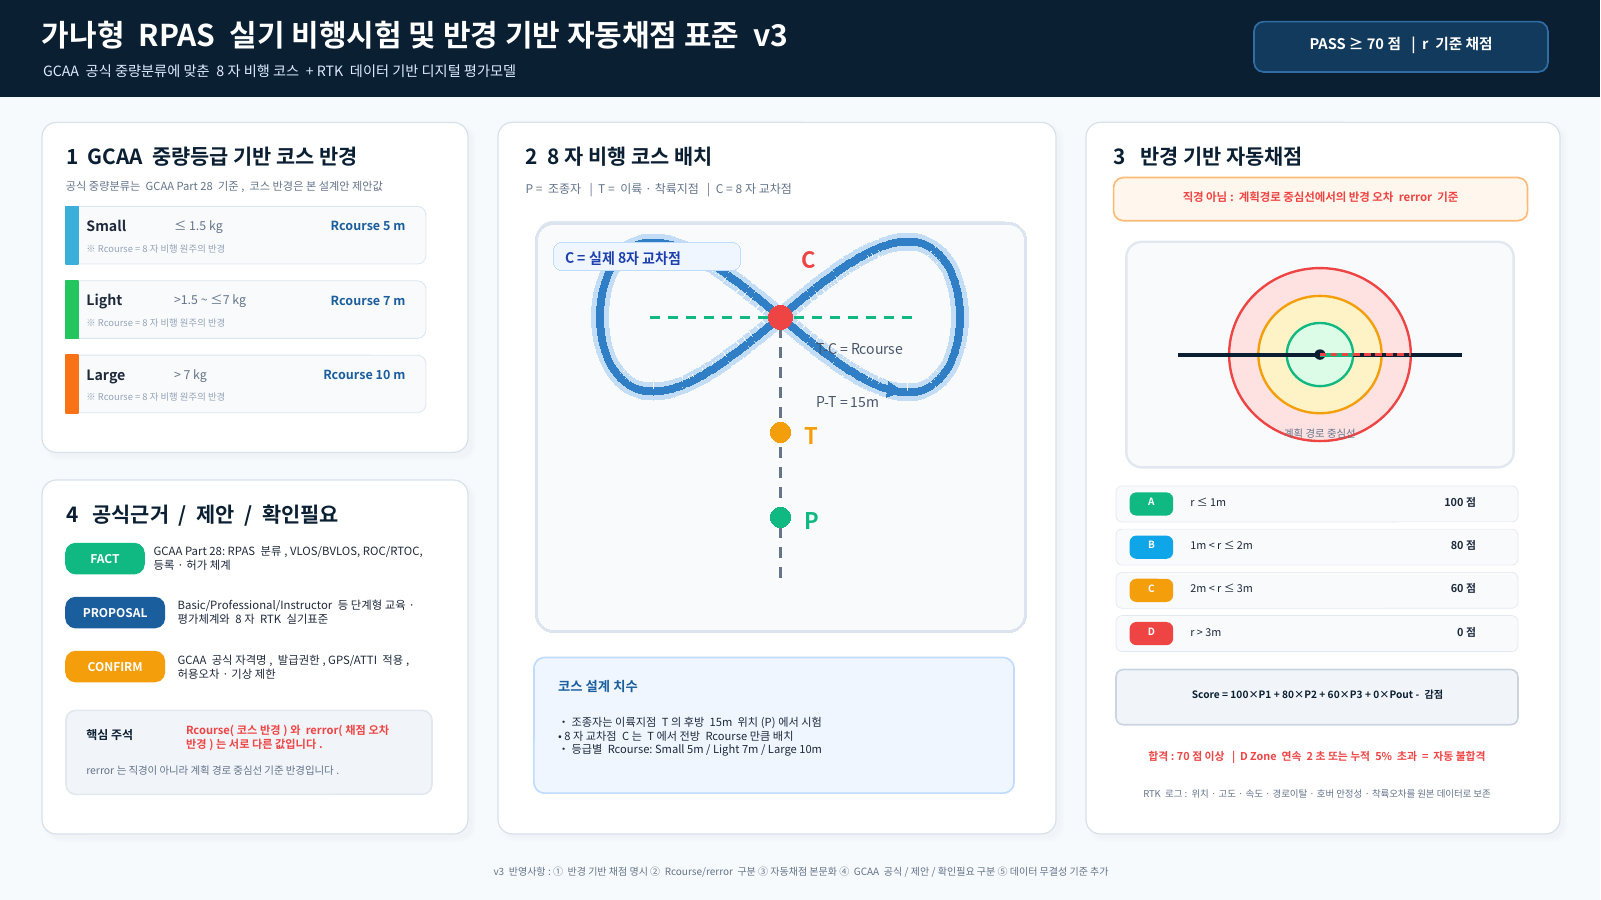 가나형 RPAS 실기 비행시험 및 반경 기반 자동채점 표준 v3
GCAA 공식 중량분류에 맞춘 8 자 비행 코스 + RTK 데이터 기반 디지털 평가모델
PASS ≥ 70 점 | r 기준 채점
1 GCAA 중량등급 기반 코스 반경
공식 중량분류는 GCAA Part 28 기준 , 코스 반경은 본 설계안 제안값
Small ≤ 1.5 kg Rcourse 5 m
※ Rcourse = 8 자 비행 원주의 반경
Light >1.5 ~ ≤7 kg Rcourse 7 m
※ Rcourse = 8 자 비행 원주의 반경
Large > 7 kg Rcourse 10 m
※ Rcourse = 8 자 비행 원주의 반경
4 공식근거 / 제안 / 확인필요
FACT
GCAA Part 28: RPAS 분류 , VLOS/BVLOS, ROC/RTOC,
등록 · 허가 체계
PROPOSAL
Basic/Professional/Instructor 등 단계형 교육 ·
평가체계와 8 자 RTK 실기표준
CONFIRM
GCAA 공식 자격명 , 발급권한 , GPS/ATTI 적용 ,
허용오차 · 기상 제한
핵심 주석
Rcourse( 코스 반경 ) 와 rerror( 채점 오차
반경 ) 는 서로 다른 값입니다 .
rerror 는 직경이 아니라 계획 경로 중심선 기준 반경입니다 .
2 8 자 비행 코스 배치
P = 조종자 | T = 이륙 · 착륙지점 | C = 8 자 교차점
C = 실제 8자 교차점
C
T-C = Rcourse
P-T = 15m
T
P
코스 설계 치수
• 조종자는 이륙지점 T 의 후방 15m 위치 (P) 에서 시험
• 8 자 교차점 C 는 T 에서 전방 Rcourse 만큼 배치
• 등급별 Rcourse: Small 5m / Light 7m / Large 10m
3 반경 기반 자동채점
직경 아님 : 계획경로 중심선에서의 반경 오차 rerror 기준
계획 경로 중심선
A r ≤ 1m 100 점
B 1m < r ≤ 2m 80 점
C 2m < r ≤ 3m 60 점
D r > 3m 0 점
Score = 100×P1 + 80×P2 + 60×P3 + 0×Pout - 감점
합격 : 70 점 이상 | D Zone 연속 2 초 또는 누적 5% 초과 = 자동 불합격
RTK 로그 : 위치 · 고도 · 속도 · 경로이탈 · 호버 안정성 · 착륙오차를 원본 데이터로 보존
v3 반영사항 : ① 반경 기반 채점 명시 ② Rcourse/rerror 구분 ③ 자동채점 본문화 ④ GCAA 공식 / 제안 / 확인필요 구분 ⑤ 데이터 무결성 기준 추가